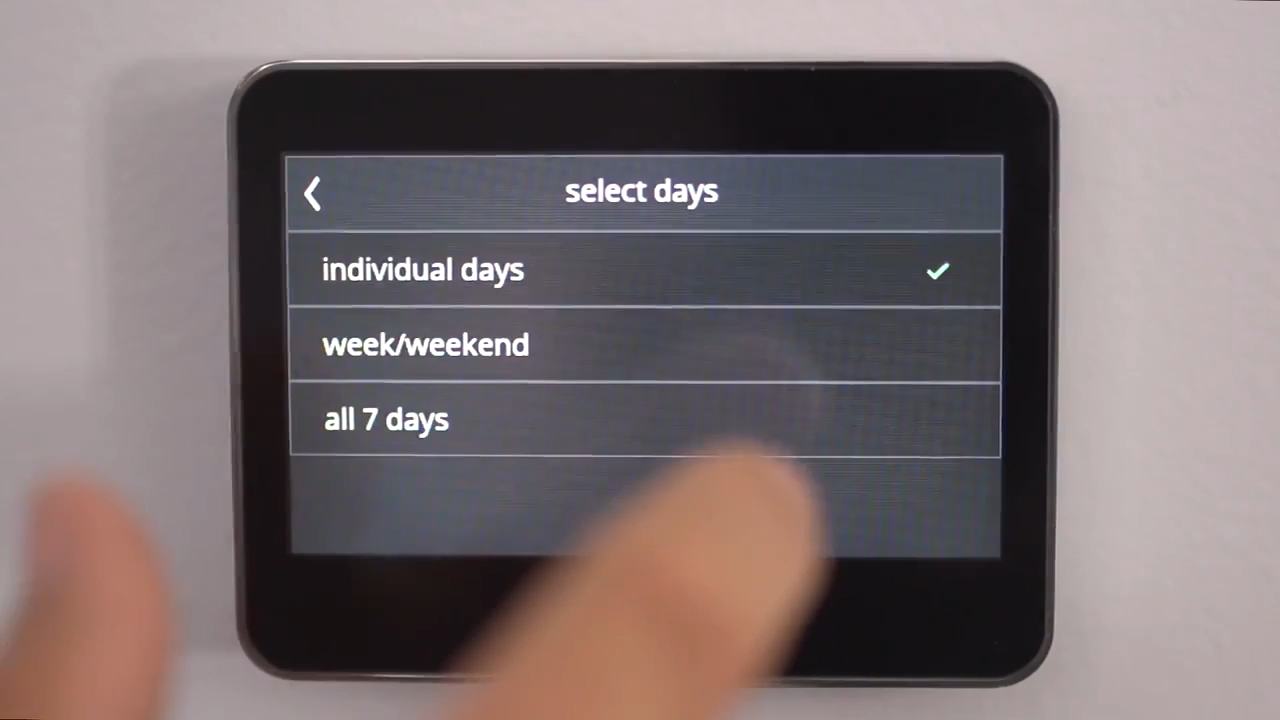 select days
individual days
week/weekend
all 7 days